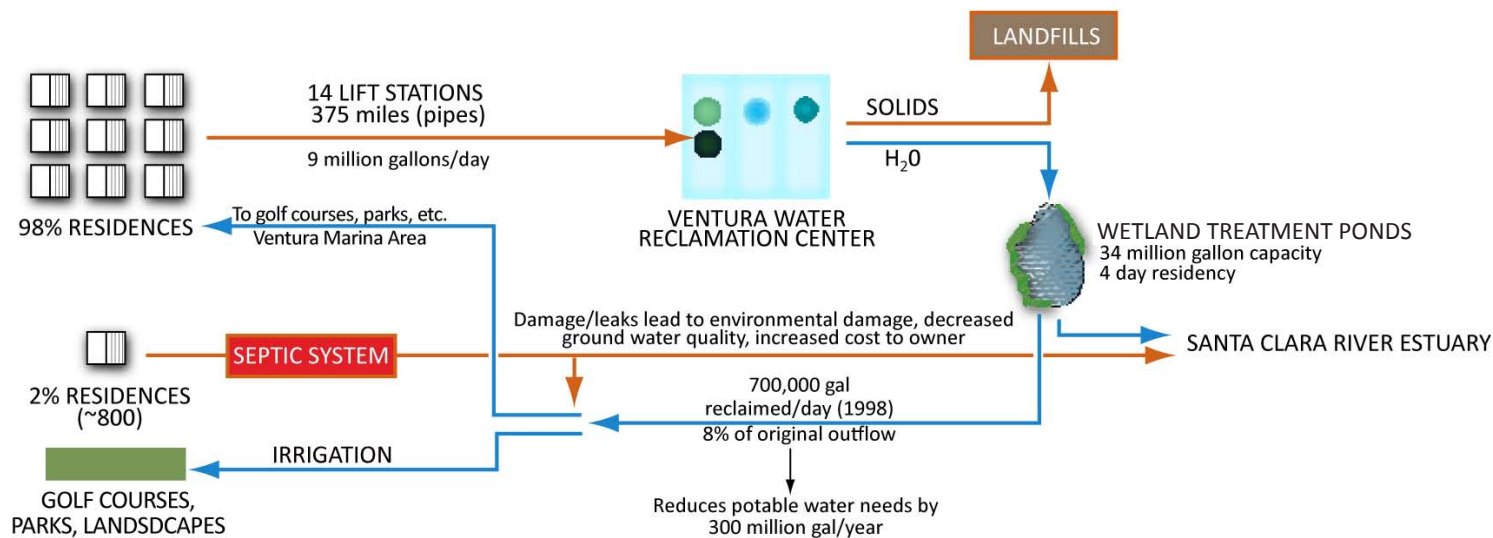 LANDFILLS
14 LIFT STATIONS
375 miles (pipes)
9 million gallons/day
SOLIDS
H₂0
98% RESIDENCES
To golf courses, parks, etc.
Ventura Marina Area
VENTURA WATER
RECLAMATION CENTER
WETLAND TREATMENT PONDS
34 million gallon capacity
4 day residency
Damage/leaks lead to environmental damage, decreased
ground water quality, increased cost to owner
SEPTIC SYSTEM
SANTA CLARA RIVER ESTUARY
2% RESIDENCES
(~800)
700,000 gal
reclaimed/day (1998)
8% of original outflow
IRRIGATION
GOLF COURSES,
PARKS, LANDSDCAPES
Reduces potable water needs by
300 million gal/year